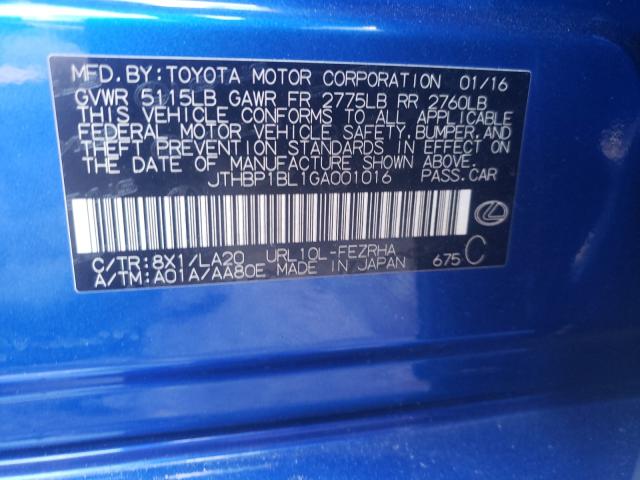 MFD.BY:TOYOTA MOTOR CORPORATION 01/16
GVWR 5115LB GAWR FR 2775LB RR 2760LB
THIS VEHICLE CONFORMS TO ALL APPLICABLE
FEDERAL MOTOR VEHICLE SAFETY,BUMPER,AND
THEFT PREVENTION STANDARDS IN EFFECT ON
THE DATE OF MANUFACTURE SHOWN ABOVE.
JTHBP1BL1GA001016 PASS.CAR
C/TR:8X1/LA20 URL10L-FEZRHA
A/TM:A01A/AA80E MADE IN JAPAN 675 C